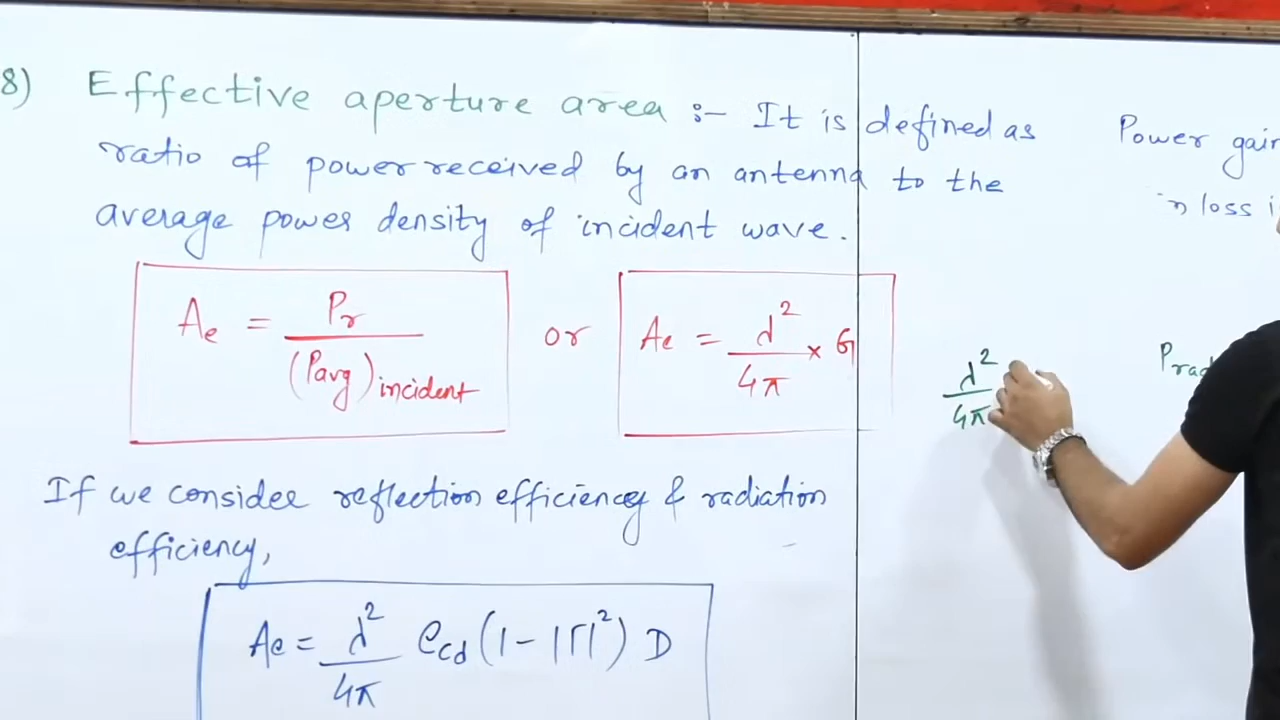 8) Effective aperture area :- It is defined as
ratio of power received by an antenna to the
average power density of incident wave.
Ae = Pr / (Pavg)incident or Ae = λ² / 4π × G
If we consider reflection efficiency & radiation
efficiency,
Ae = λ² / 4π ecd (1 - |Γ|²) D
λ² / 4π
Power gain
in loss
Prad